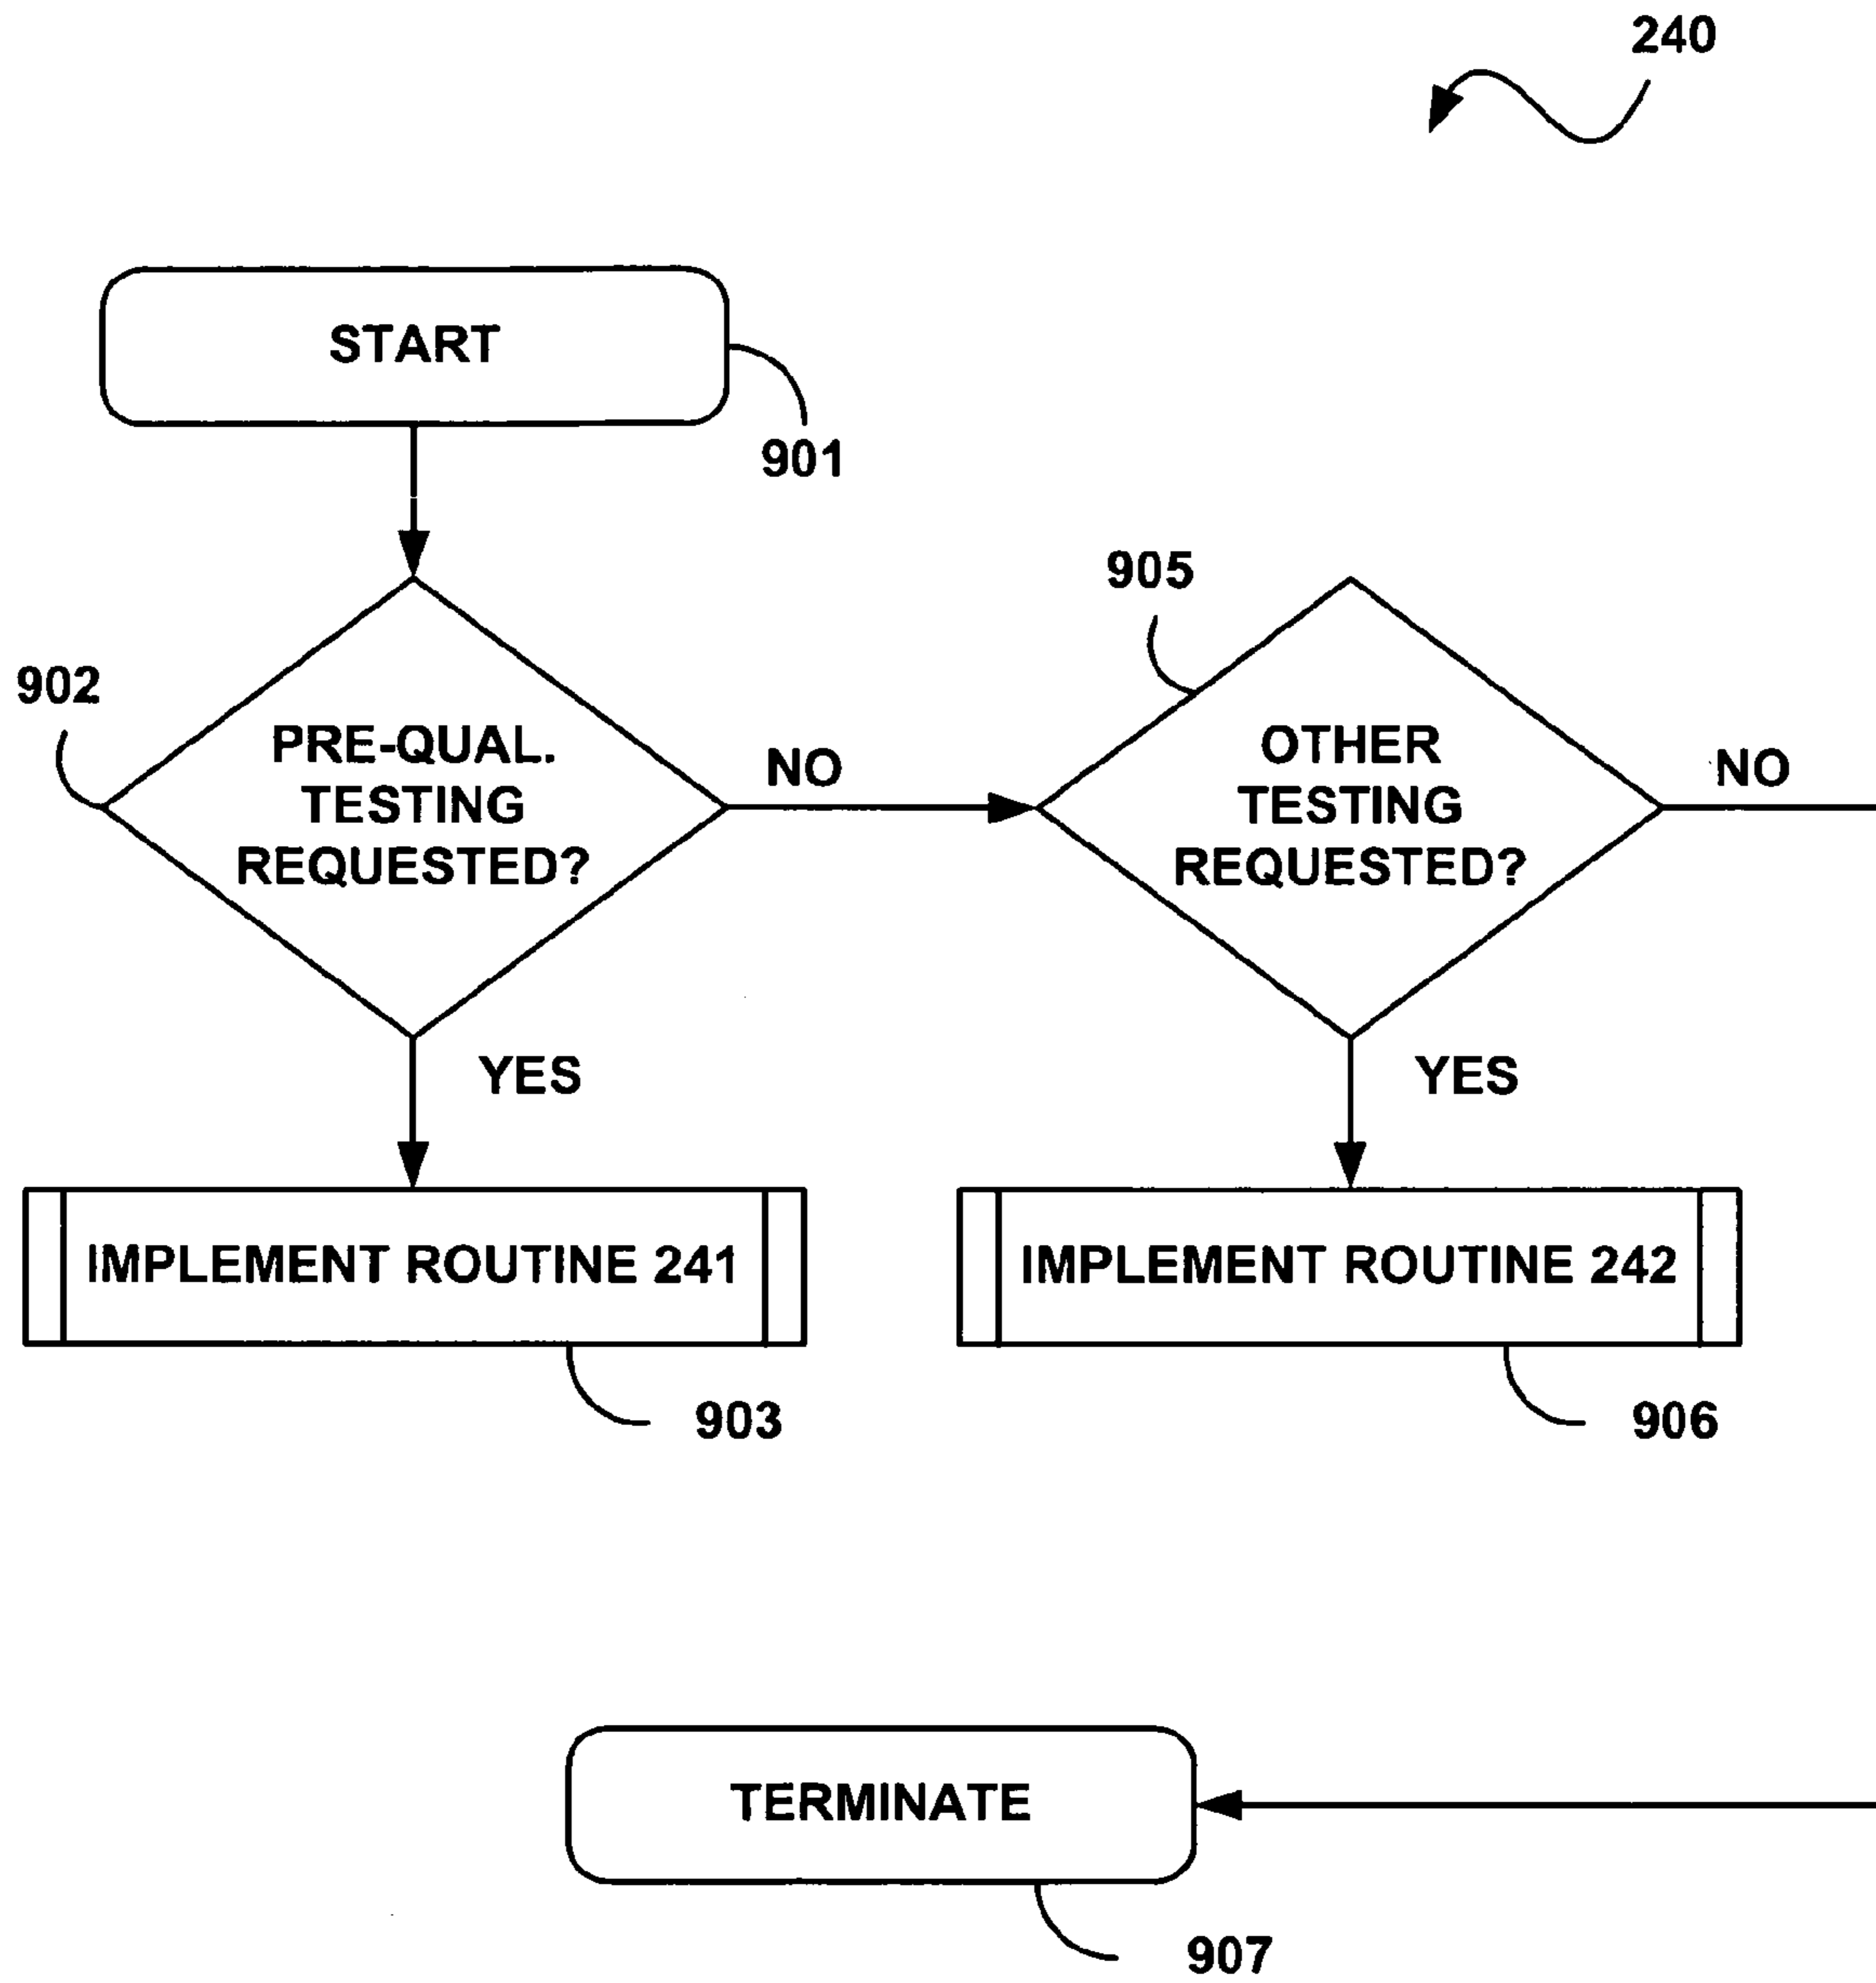 240
START
901
905
902
PRE-QUAL.
TESTING
REQUESTED?
NO
OTHER
TESTING
REQUESTED?
NO
YES
YES
IMPLEMENT ROUTINE 241
IMPLEMENT ROUTINE 242
903
906
TERMINATE
907